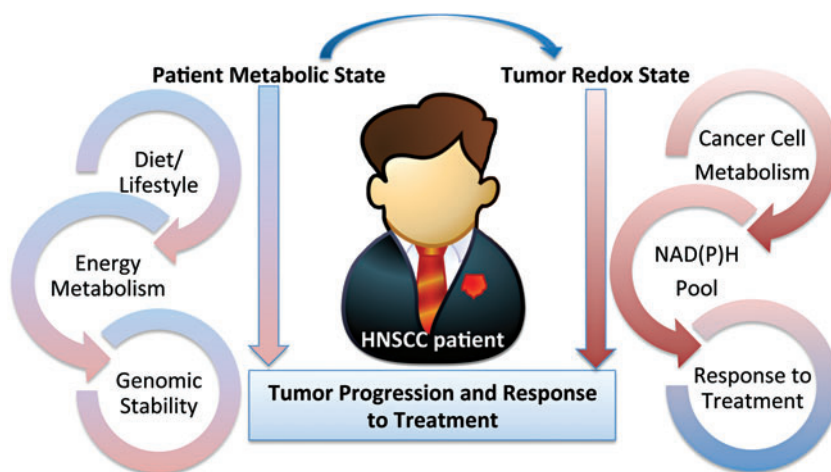 Patient Metabolic State
Tumor Redox State
Diet/
Lifestyle
Energy
Metabolism
Genomic
Stability
HNSCC patient
Cancer Cell
Metabolism
NAD(P)H
Pool
Response to
Treatment
Tumor Progression and Response
to Treatment